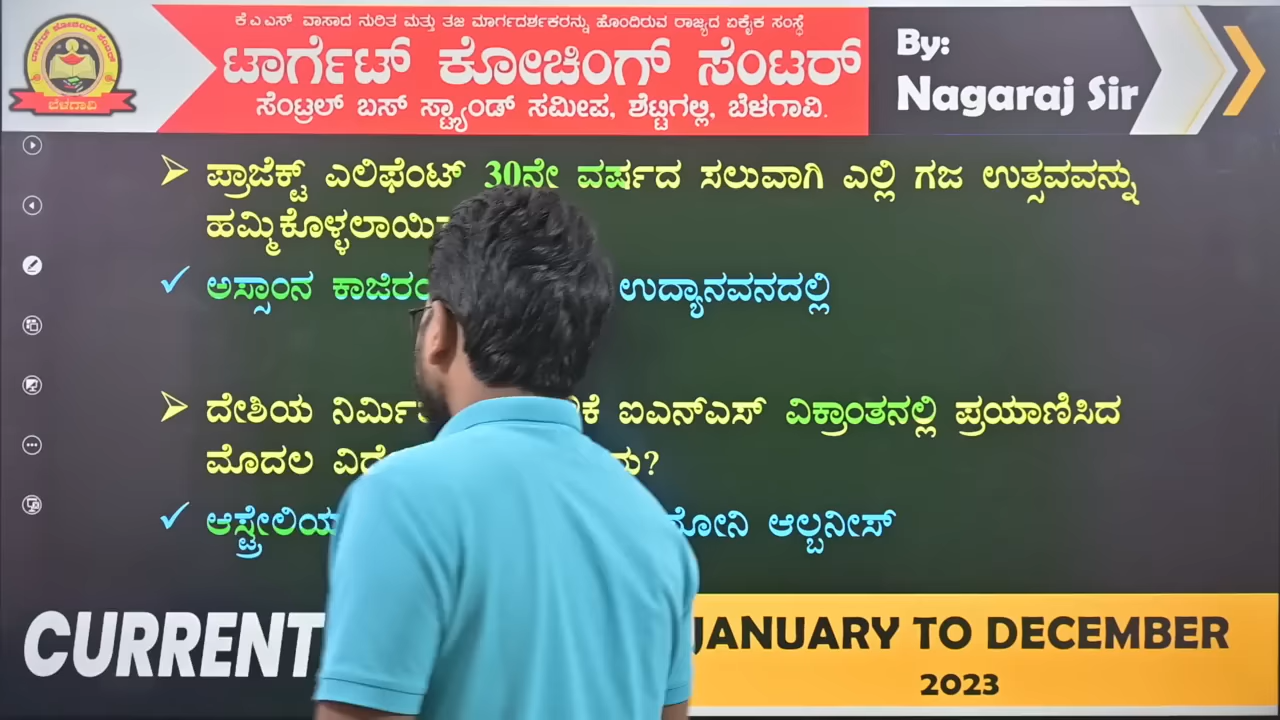 ಕೆ ಎ ಎಸ್ ವಾಸಾದ ನುರಿತ ಮತ್ತು ತಜ್ಞ ಮಾರ್ಗದರ್ಶಕರನ್ನು ಹೊಂದಿರುವ ರಾಜ್ಯದ ಏಕೈಕ ಸಂಸ್ಥೆ
ಟಾರ್ಗೆಟ್ ಕೋಚಿಂಗ್ ಸೆಂಟರ್
ಸೆಂಟ್ರಲ್ ಬಸ್ ಸ್ಟ್ಯಾಂಡ್ ಸಮೀಪ, ಶೆಟ್ಟಿಗಲ್ಲಿ, ಬೆಳಗಾವಿ.
ಬೆಳಗಾವಿ
By:
Nagaraj Sir
ಪ್ರಾಜೆಕ್ಟ್ ಎಲಿಫೆಂಟ್ 30ನೇ ವರ್ಷದ ಸಲುವಾಗಿ ಎಲ್ಲಿ ಗಜ ಉತ್ಸವವನ್ನು
ಹಮ್ಮಿಕೊಳ್ಳಲಾಯಿ
ಅಸ್ಸಾಂನ ಕಾಜಿರಂ ಉದ್ಯಾನವನದಲ್ಲಿ
ದೇಶಿಯ ನಿರ್ಮಿ ಐಎನ್ಎಸ್ ವಿಕ್ರಾಂತನಲ್ಲಿ ಪ್ರಯಾಣಿಸಿದ
ಮೊದಲ
ಆಸ್ಟ್ರೇಲಿಯ ಆಲ್ಬನೀಸ್
CURRENT
JANUARY TO DECEMBER
2023